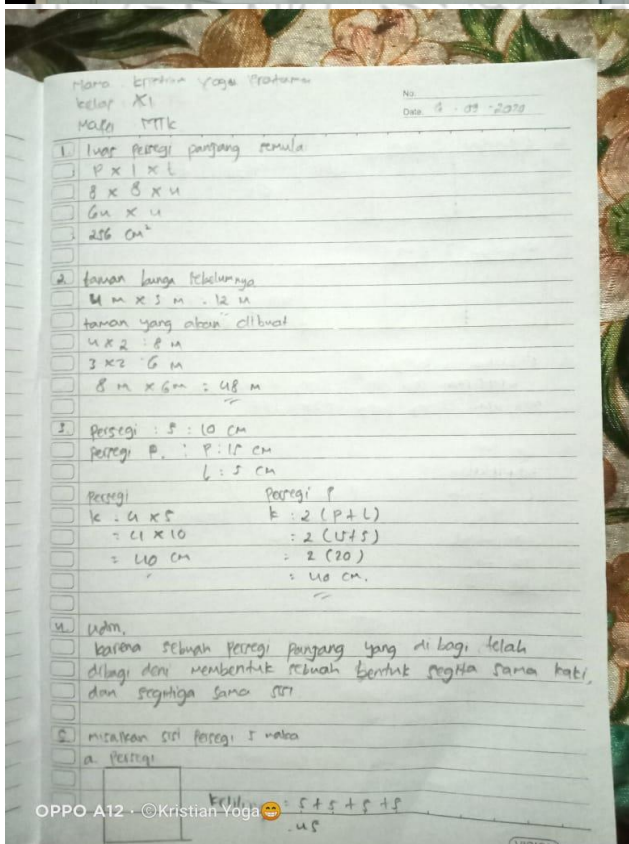 Nama Kristian Yoga Pratama
kelas XI
Mapel MTK
No.
Date. - 09 - 2020
1. luas persegi panjang semula
P x l x t
8 x 8 x 4
64 x 4
256 cm²
2. taman bunga sebelumnya
4 m x 3 m = 12 m
taman yang akan dibuat
4 x 2 : 8 m
3 x 2 : 6 m
8 m x 6 m : 48 m
3. Persegi : s : 10 cm
persegi P. : P : 15 cm
l : 5 cm
Persegi
k : 4 x s
= 4 x 10
= 40 cm
Persegi P
k : 2 (P + L)
: 2 (15+5)
: 2 (20)
: 40 cm.
4.
karena sebuah persegi panjang yang di bagi telah
dibagi deni membentuk sebuah bentuk segita sama kaki,
dan segitiga sama sisi
5. misalkan sisi persegi s maka
a. persegi
= s + s + s + s
4s
OPPO A12 · ©Kristian Yoga😁